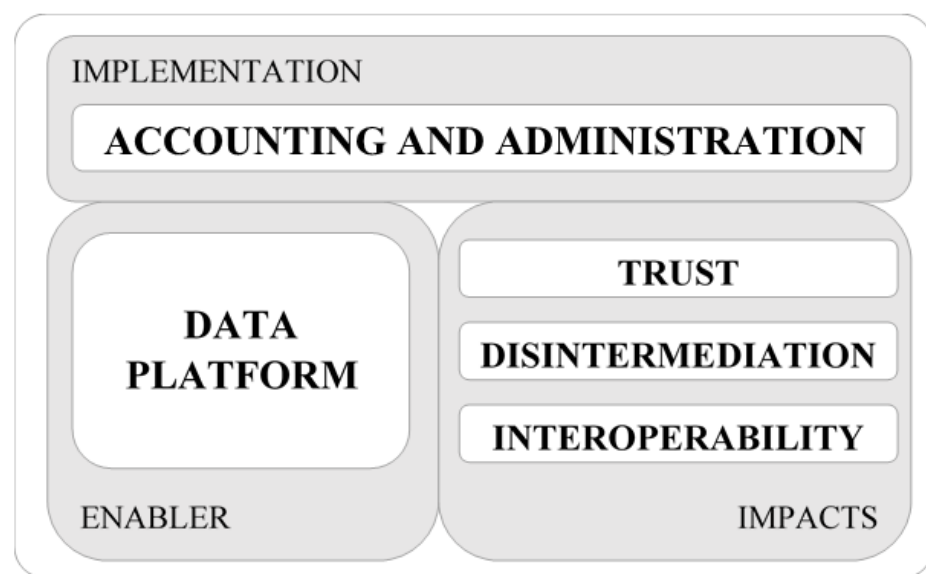 IMPLEMENTATION
ACCOUNTING AND ADMINISTRATION
DATA
PLATFORM
ENABLER
TRUST
DISINTERMEDIATION
INTEROPERABILITY
IMPACTS